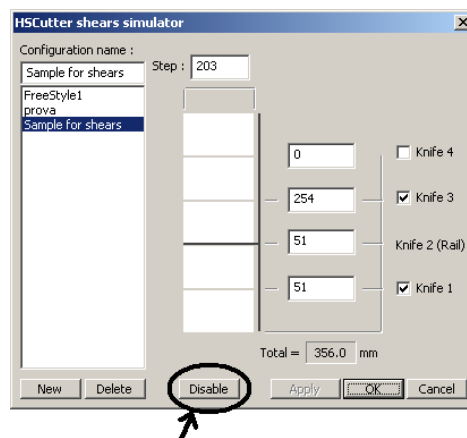 HSCutter shears simulator
Configuration name :
Sample for shears
Step : 203
FreeStyle1
prova
Sample for shears
0
Knife 4
254
Knife 3
51
Knife 2 (Rail)
51
Knife 1
Total = 356.0 mm
New
Delete
Disable
Apply
OK
Cancel